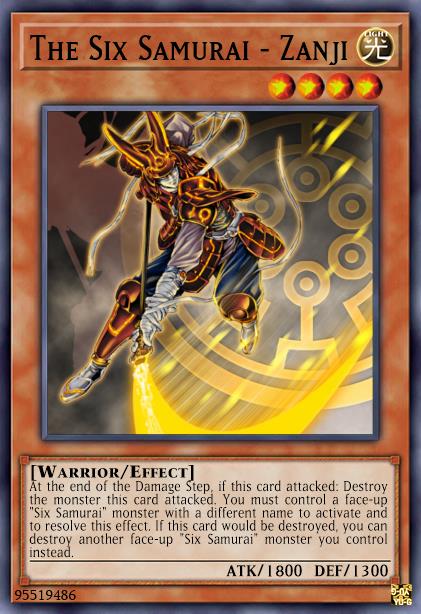 The Six Samurai - Zanji
LIGHT
光
[Warrior/Effect]
At the end of the Damage Step, if this card attacked: Destroy
the monster this card attacked. You must control a face-up
"Six Samurai" monster with a different name to activate and
to resolve this effect. If this card would be destroyed, you can
destroy another face-up "Six Samurai" monster you control
instead.
ATK/1800 DEF/1300
95519486